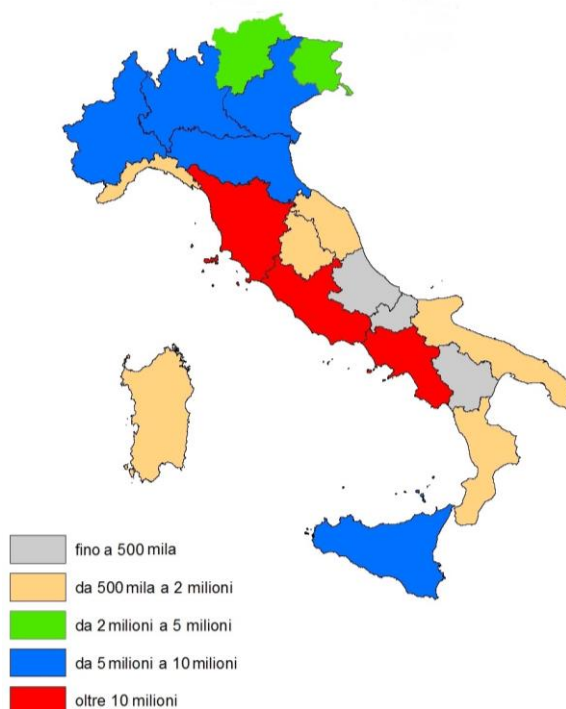 fino a 500 mila
da 500 mila a 2 milioni
da 2 milioni a 5 milioni
da 5 milioni a 10 milioni
oltre 10 milioni